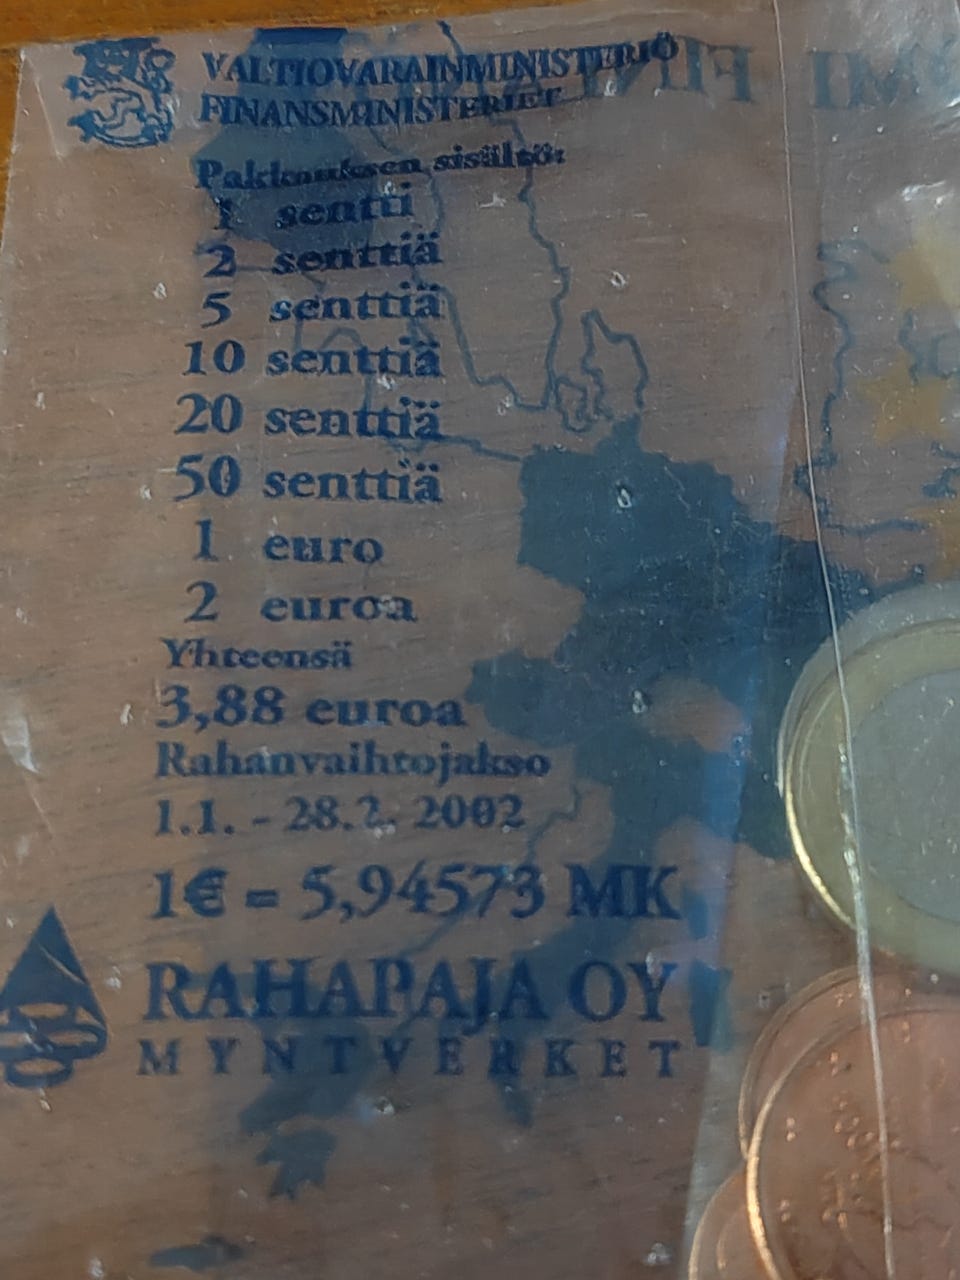 VALTIOVARAINMINISTERIÖ
FINANSMINISTERIET
Pakkauksen sisältö:
1 sentti
2 senttiä
5 senttiä
10 senttiä
20 senttiä
50 senttiä
1 euro
2 euroa
Yhteensä
3,88 euroa
Rahanvaihtojakso
1.1. - 28.2. 2002
1€ = 5,94573 MK
RAHAPAJA OY
MYNTVERKET